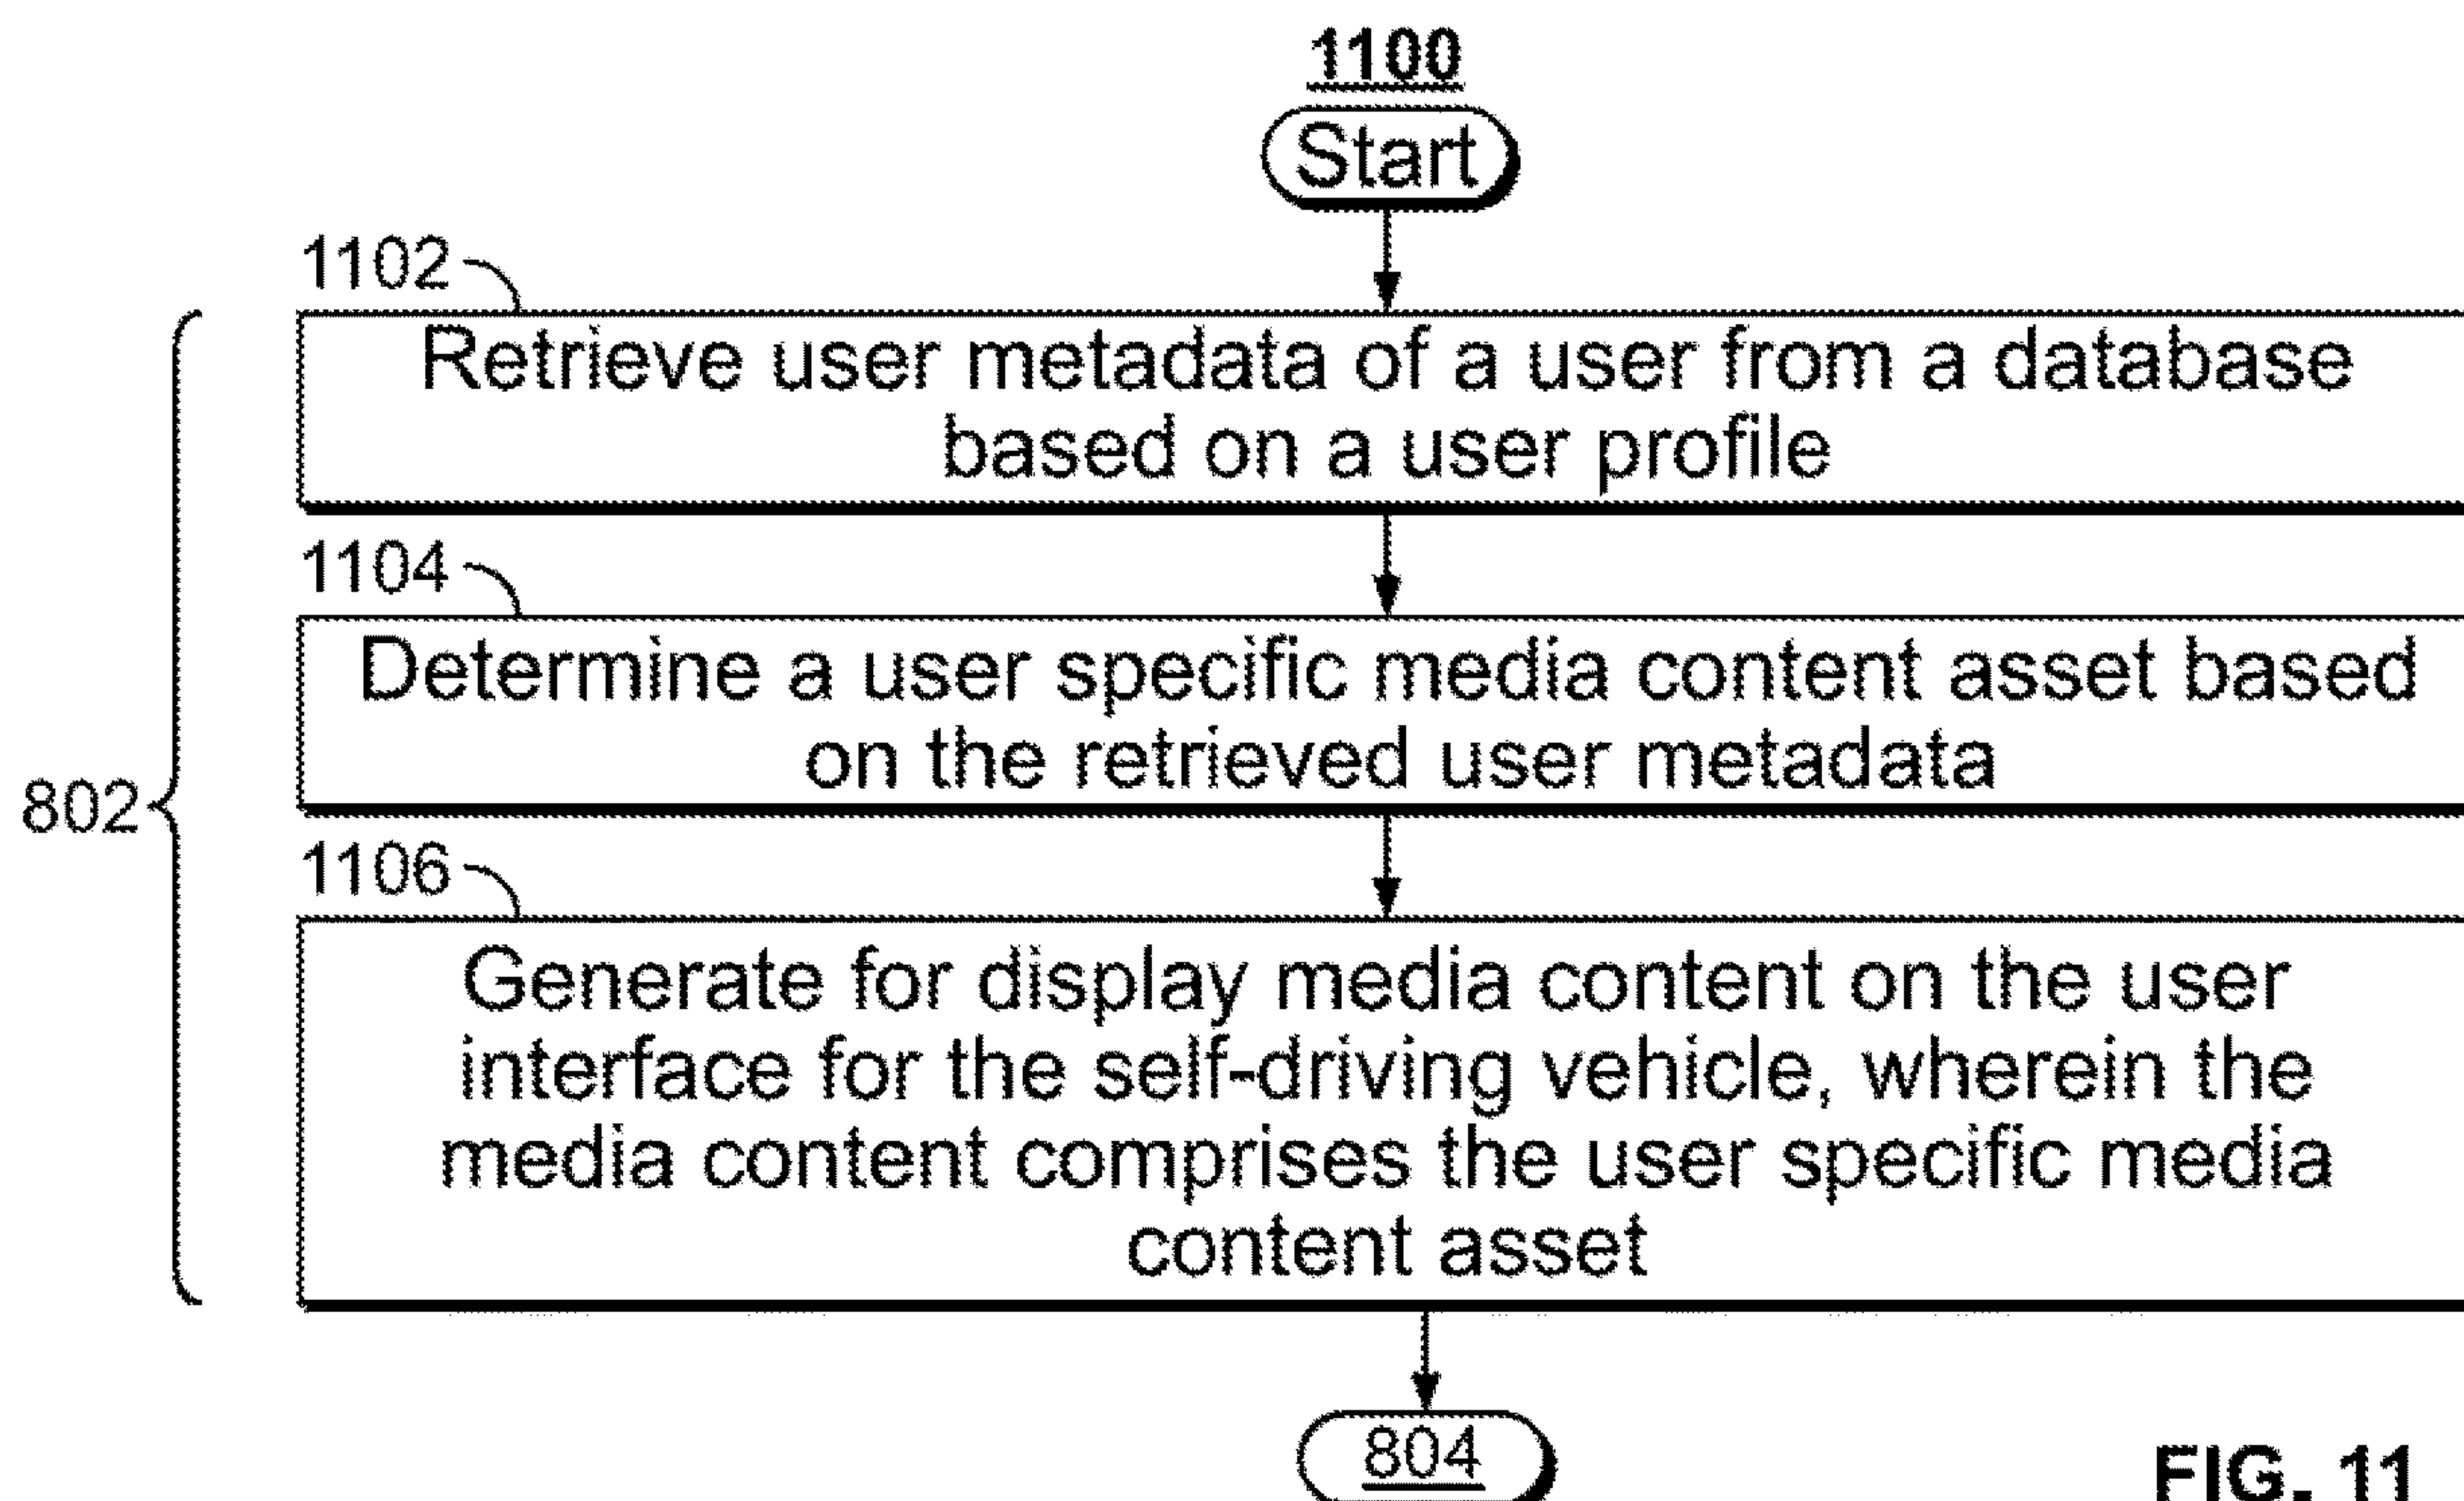 1100
Start
1102
Retrieve user metadata of a user from a database
based on a user profile
1104
Determine a user specific media content asset based
on the retrieved user metadata
802
1106
Generate for display media content on the user
interface for the self-driving vehicle, wherein the
media content comprises the user specific media
content asset
804
FIG. 11